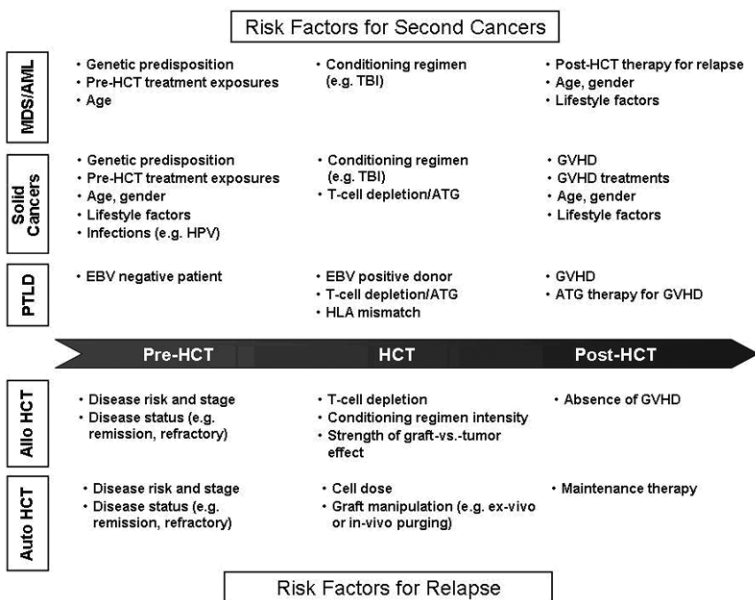 Risk Factors for Second Cancers
MDS/AML
• Genetic predisposition
• Pre-HCT treatment exposures
• Age
• Conditioning regimen
(e.g. TBI)
• Post-HCT therapy for relapse
• Age, gender
• Lifestyle factors
Solid
Cancers
• Genetic predisposition
• Pre-HCT treatment exposures
• Age, gender
• Lifestyle factors
• Infections (e.g. HPV)
• Conditioning regimen
(e.g. TBI)
• T-cell depletion/ATG
• GVHD
• GVHD treatments
• Age, gender
• Lifestyle factors
PTLD
• EBV negative patient
• EBV positive donor
• T-cell depletion/ATG
• HLA mismatch
• GVHD
• ATG therapy for GVHD
Pre-HCT
HCT
Post-HCT
Allo HCT
• Disease risk and stage
• Disease status (e.g.
remission, refractory)
• T-cell depletion
• Conditioning regimen intensity
• Strength of graft-vs.-tumor
effect
• Absence of GVHD
Auto HCT
• Disease risk and stage
• Disease status (e.g.
remission, refractory)
• Cell dose
• Graft manipulation (e.g. ex-vivo
or in-vivo purging)
• Maintenance therapy
Risk Factors for Relapse